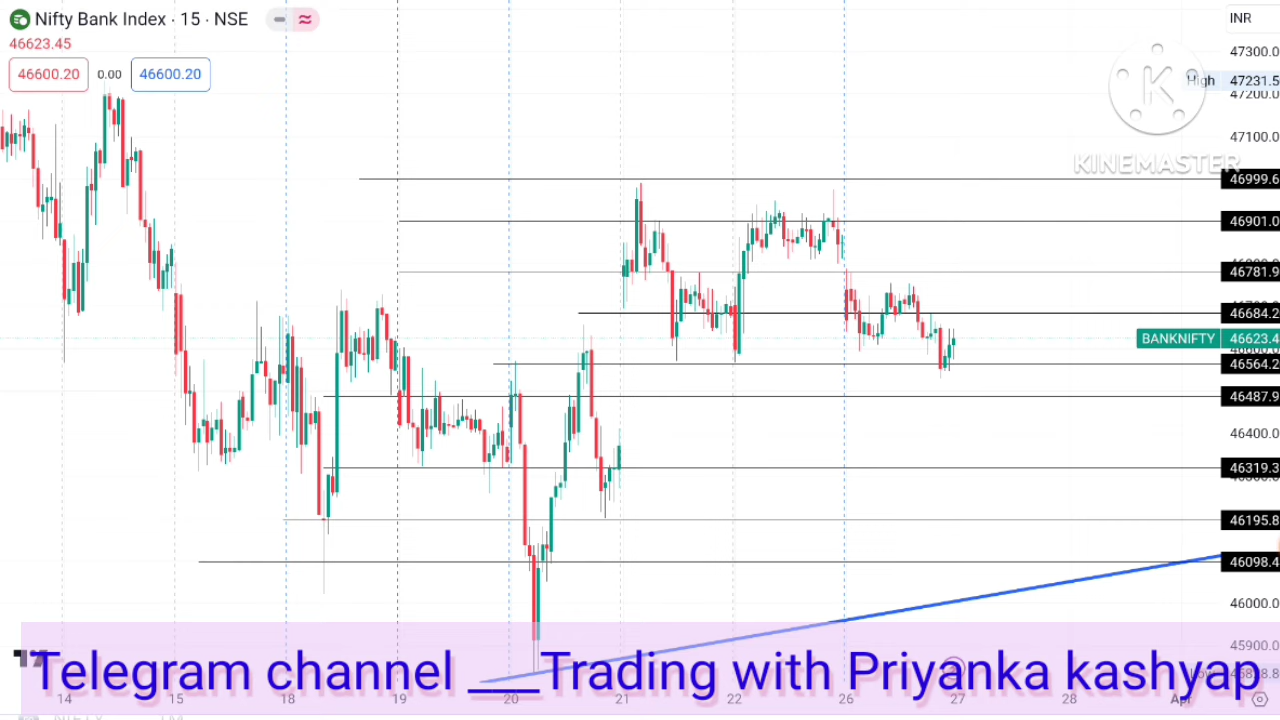 Nifty Bank Index · 15 · NSE
INR
46623.45
46600.20 0.00 46600.20
47300.0
High 47231.5
47200.0
47100.0
KINEMASTER
46999.6
46901.0
46781.9
46684.2
BANKNIFTY 46623.4
46564.2
46487.9
46400.0
46319.3
46195.8
46098.4
46000.0
45900.0
Telegram channel ___Trading with Priyanka kashyap
14 15 18 19 20 21 22 26 27 28 Apr